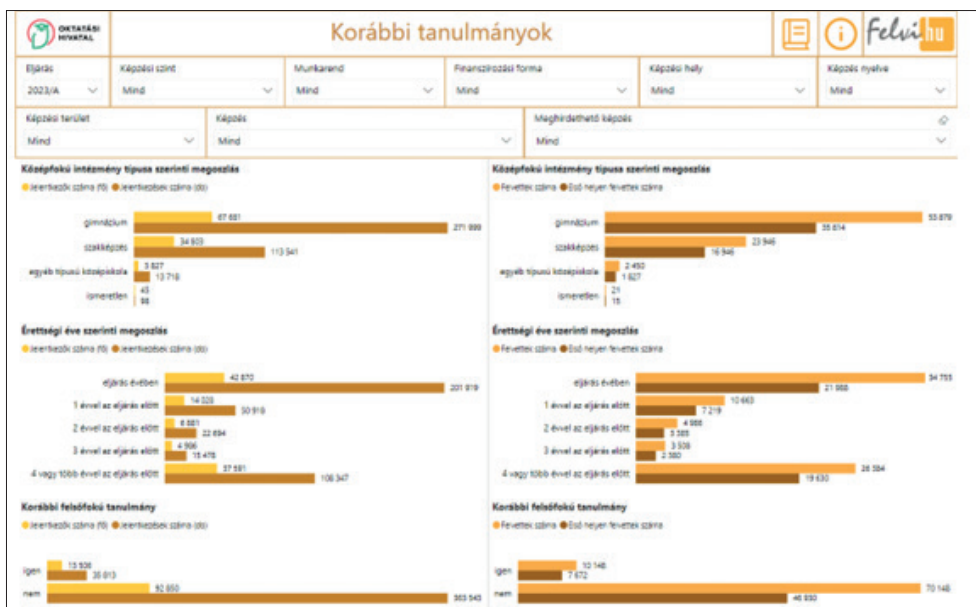 OKTATÁSI
HIVATAL
Korábbi tanulmányok
Felvi.hu
Eljárás
Képzési szint
Munkarend
Finanszírozási forma
Képzési hely
Képzés nyelve
2023/A
Mind
Mind
Mind
Mind
Mind
Képzési terület
Képzés
Meghirdethető képzés
Mind
Mind
Mind
Középfokú intézmény típusa szerinti megoszlás
Jelentkezők száma (fő) Jelentkezések száma (db)
gimnázium
67 681
271 999
szakképzés
34 803
113 541
egyéb típusú középiskola
3 827
13 718
ismeretlen
45
98
Középfokú intézmény típusa szerinti megoszlás
Felvettek száma Első helyen felvettek száma
gimnázium
53 879
35 814
szakképzés
23 946
16 946
egyéb típusú középiskola
2 450
1 827
ismeretlen
21
15
Érettségi éve szerinti megoszlás
Jelentkezők száma (fő) Jelentkezések száma (db)
eljárás évében
42 870
201 919
1 évvel az eljárás előtt
14 028
50 918
2 évvel az eljárás előtt
6 881
22 694
3 évvel az eljárás előtt
4 986
15 478
4 vagy több évvel az eljárás előtt
37 591
108 347
Érettségi éve szerinti megoszlás
Felvettek száma Első helyen felvettek száma
eljárás évében
34 755
21 988
1 évvel az eljárás előtt
10 663
7 219
2 évvel az eljárás előtt
4 986
3 385
3 évvel az eljárás előtt
3 508
2 380
4 vagy több évvel az eljárás előtt
26 384
19 630
Korábbi felsőfokú tanulmány
Jelentkezők száma (fő) Jelentkezések száma (db)
igen
13 506
35 813
nem
92 850
363 543
Korábbi felsőfokú tanulmány
Felvettek száma Első helyen felvettek száma
igen
10 148
7 672
nem
70 148
46 930